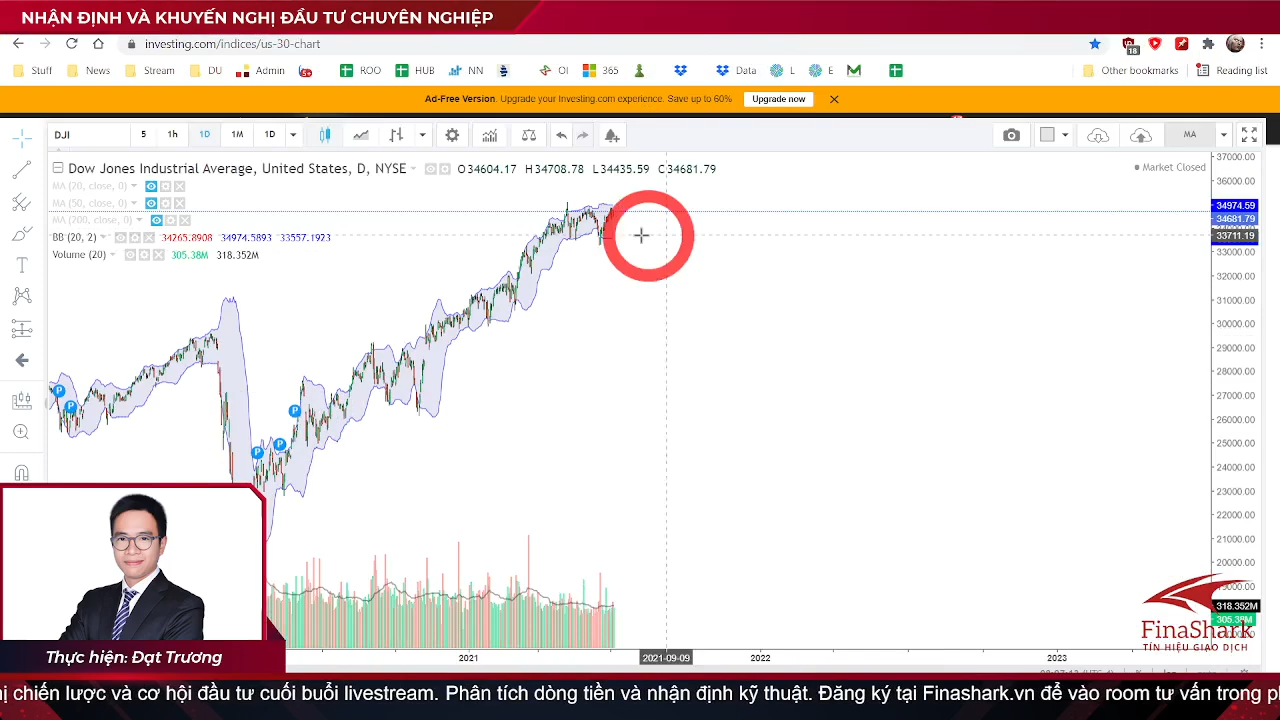 NHẬN ĐỊNH VÀ KHUYẾN NGHỊ ĐẦU TƯ CHUYÊN NGHIỆP
investing.com/indices/us-30-chart
18
Stuff News Stream DU Admin ROO HUB NN OI 365 Data L E Other bookmarks Reading list
Ad-Free Version. Upgrade your Investing.com experience. Save up to 60% Upgrade now
DJI 5 1h 1D 1M 1D MA
Dow Jones Industrial Average, United States, D, NYSE O34604.17 H34708.78 L34435.59 C34681.79
Market Closed
MA (20, close, 0)
MA (50, close, 0)
MA (200, close, 0)
BB (20, 2) 34265.8908 34974.5893 33557.1923
Volume (20) 305.38M 318.352M
37000.00
36000.00
34974.59
34681.79
33711.19
33000.00
32000.00
31000.00
30000.00
29000.00
28000.00
27000.00
26000.00
25000.00
24000.00
23000.00
22000.00
21000.00
20000.00
19000.00
318.352M
305.38M
P
P
P
P
P
FinaShark
TÍN HIỆU GIAO DỊCH
2021 2021-09-09 2022 2023
Thực hiện: Đạt Trương
chiến lược và cơ hội đầu tư cuối buổi livestream. Phân tích dòng tiền và nhận định kỹ thuật. Đăng ký tại Finashark.vn để vào room tư vấn trong